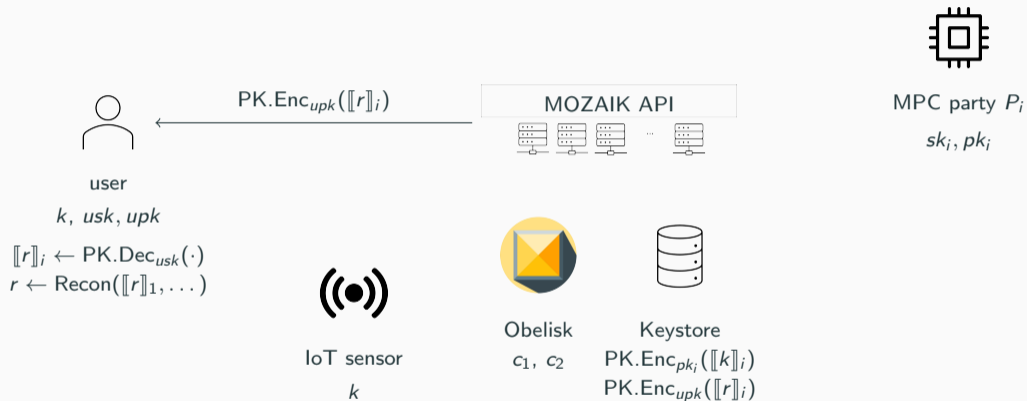 PK.Enc_upk(⟦r⟧_i)
MOZAIK API
...
MPC party P_i
sk_i, pk_i
user
k, usk, upk
⟦r⟧_i ← PK.Dec_usk(·)
r ← Recon(⟦r⟧_1, . . . )
IoT sensor
k
Obelisk
c_1, c_2
Keystore
PK.Enc_pk_i(⟦k⟧_i)
PK.Enc_upk(⟦r⟧_i)